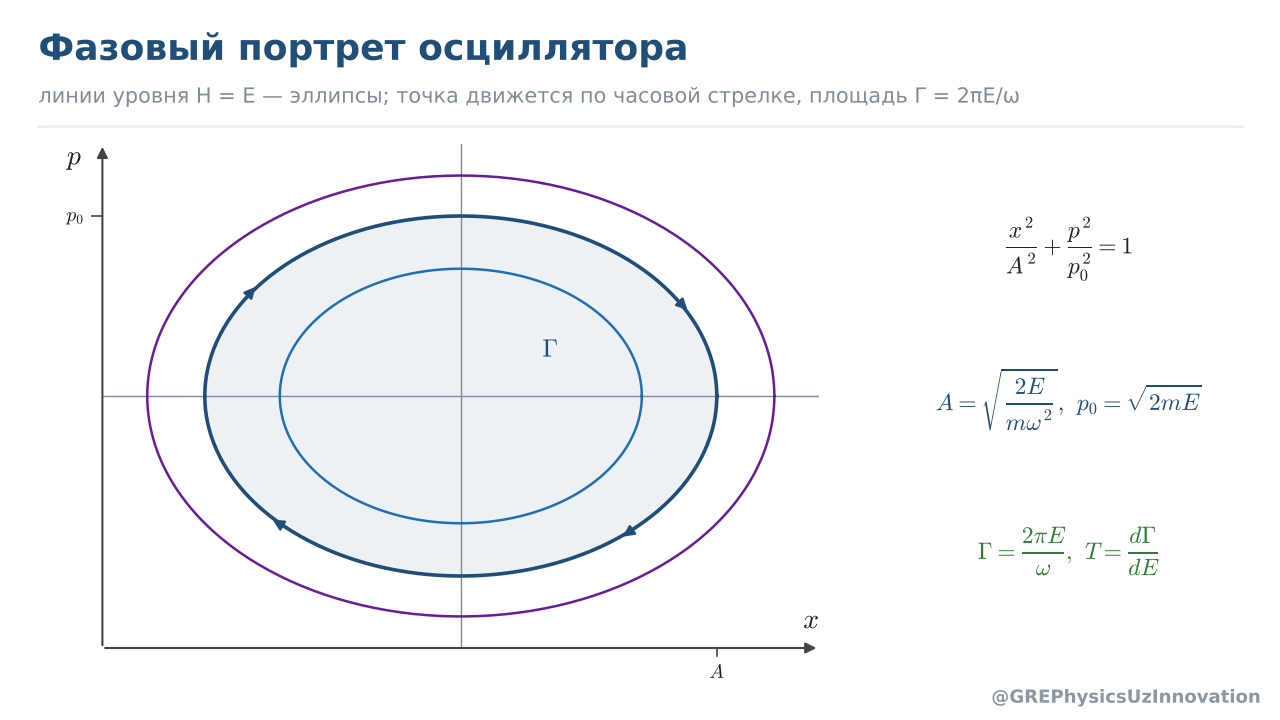 Фазовый портрет осциллятора
линии уровня H = E — эллипсы; точка движется по часовой стрелке, площадь Γ = 2πE/ω
p
p₀
Γ
x
A
x²/A² + p²/p₀² = 1
A = √(2E/mω²), p₀ = √(2mE)
Γ = 2πE/ω, T = dΓ/dE
@GREPhysicsUzInnovation